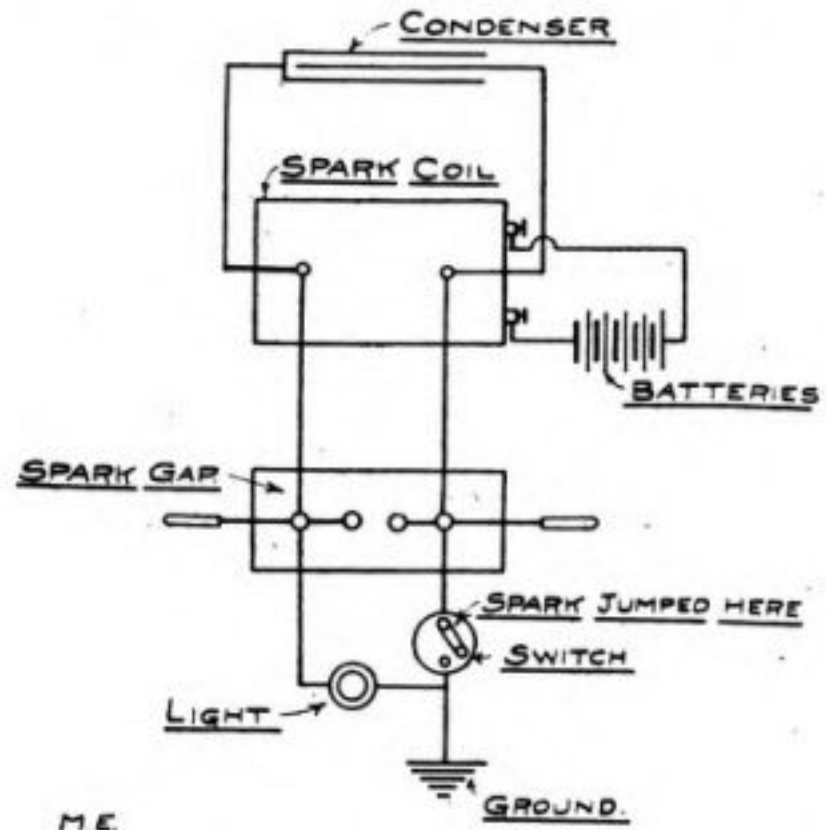 CONDENSER
SPARK COIL
BATTERIES
SPARK GAP.
SPARK JUMPED HERE
SWITCH
LIGHT
GROUND.
M.E.